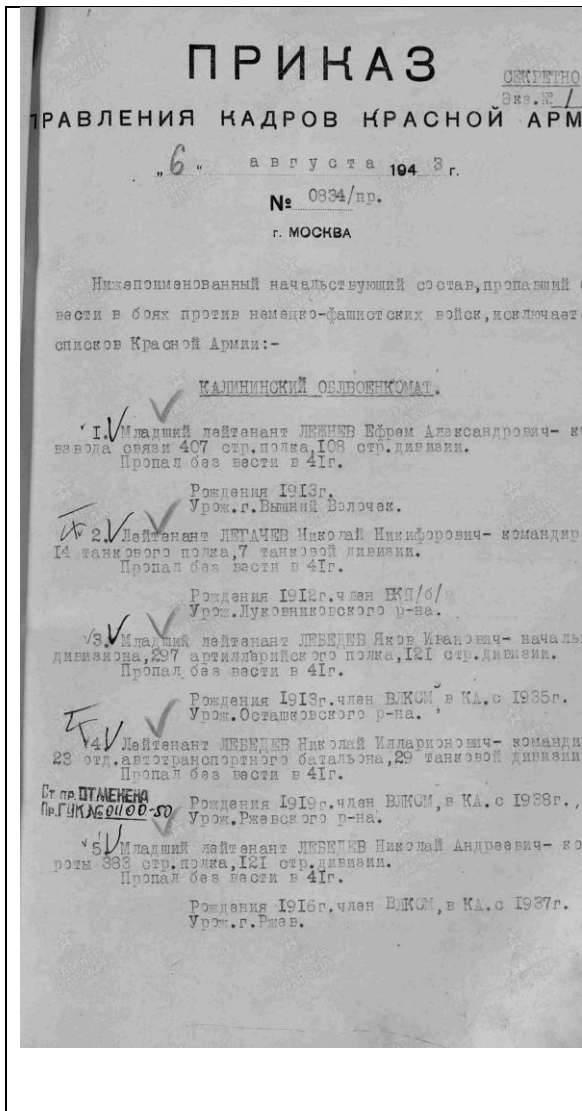 ПРИКАЗ
СЕКРЕТНО
Экз.№ 1
РАВЛЕНИЯ КАДРОВ КРАСНОЙ АРМ
„6“ августа 1943 г.
№ 0834/пр.
г. МОСКВА
Нижепоименованный начальствующий состав,пропавший
вести в боях против немецко-фашистских войск,исключает
списков Красной Армии:-
КАЛИНИНСКИЙ ОБЛВОЕНКОМАТ.
1. Младший лейтенант ЛЕЖНЕВ Ефрем Александрович- к
взвода связи 407 стр.полка,108 стр.дивизии.
Пропал без вести в 41г.
Рождения 1913г.
Урож.г.Вышний Волочек.
2. Лейтенант ЛЕГАЧЕВ Николай Никифорович- командир
14 танкового полка,7 танковой дивизии.
Пропал без вести в 41г.
Рождения 1912г.член ВКП/б/
Урож.Луковниковского р-на.
3. Младший лейтенант ЛЕБЕДЕВ Яков Иванович- началь
дивизиона,297 артиллерийского полка,121 стр.дивизии.
Пропал без вести в 41г.
Рождения 1913г.член ВЛКСМ,в КА.с 1935г.
Урож.Осташковского р-на.
4. Лейтенант ЛЕБЕДЕВ Николай Илларионович- команди
23 отд.автотранспортного батальона,29 танковой дивизии
Пропал без вести в 41г.
Ст. пр. ОТМЕНЕНА
Пр.ГУК №04100-50
Рождения 1919г.член ВЛКСМ,в КА.с 1938г.,
Урож.Ржевского р-на.
5. Младший лейтенант ЛЕБЕДЕВ Николай Андреевич- ко
роты 383 стр.полка,121 стр.дивизии.
Пропал без вести в 41г.
Рождения 1916г.член ВЛКСМ,в КА.с 1937г.
Урож.г.Ржев.